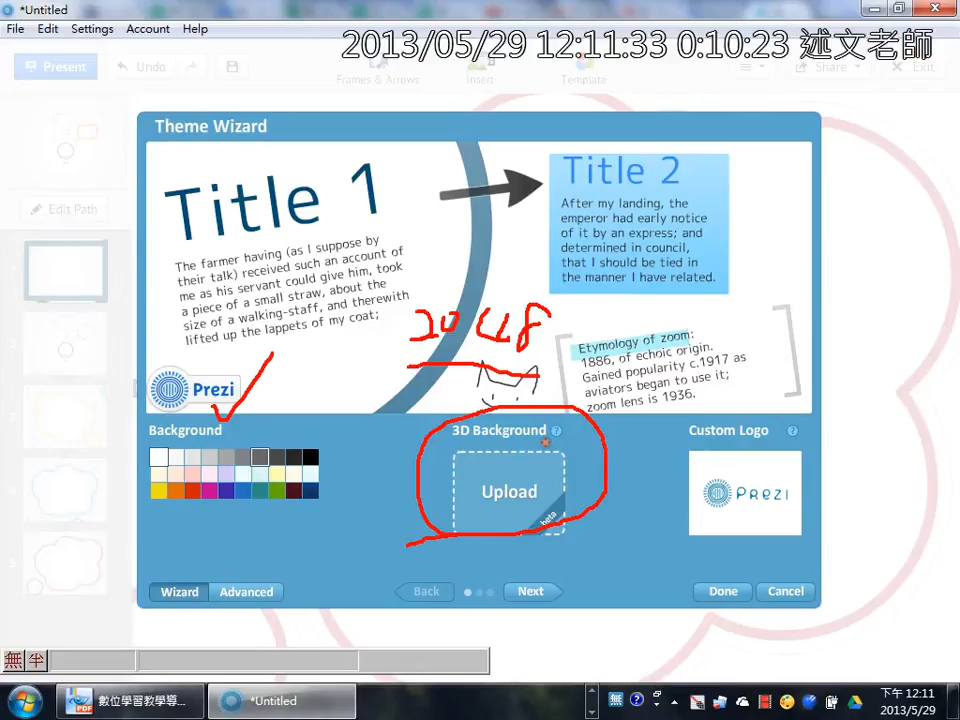 *Untitled
File Edit Settings Account Help
2013/05/29 12:11:33 0:10:23 述文老師
Present Undo Frames & Arrows Insert Template Share Exit
Edit Path
Theme Wizard
Title 1
The farmer having (as I suppose by
their talk) received such an account of
me as his servant could give him, took
a piece of a small straw, about the
size of a walking-staff, and therewith
lifted up the lappets of my coat;
Title 2
After my landing, the
emperor had early notice
of it by an express; and
determined in council,
that I should be tied in
the manner I have related.
2048
Etymology of zoom:
1886, of echoic origin.
Gained popularity c.1917 as
aviators began to use it;
zoom lens is 1936.
Prezi
Background
3D Background ?
Upload
beta
Custom Logo ?
PREZI
Wizard Advanced Back Next Done Cancel
無 半
數位學習教學導...
*Untitled
無
下午 12:11
2013/5/29